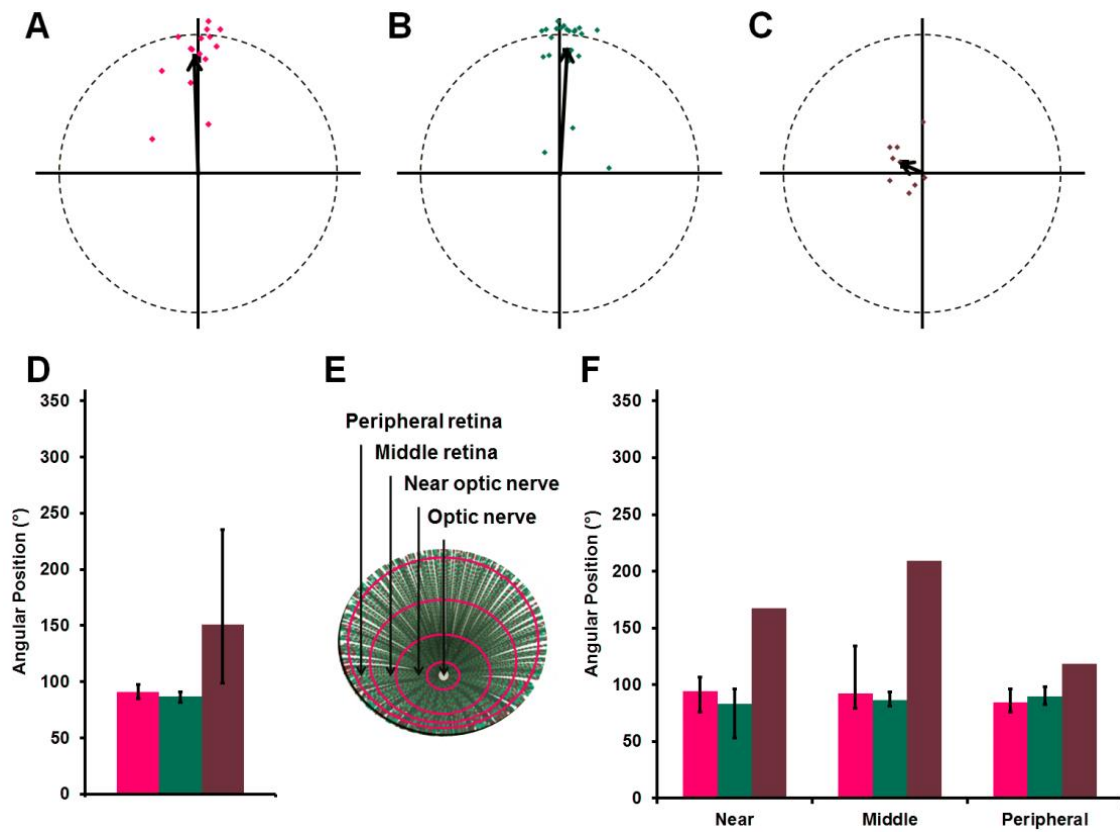 A
B
C
D
350
300
250
200
150
100
50
0
Angular Position (°)
E
Peripheral retina
Middle retina
Near optic nerve
Optic nerve
F
350
300
250
200
150
100
50
0
Angular Position (°)
Near
Middle
Peripheral